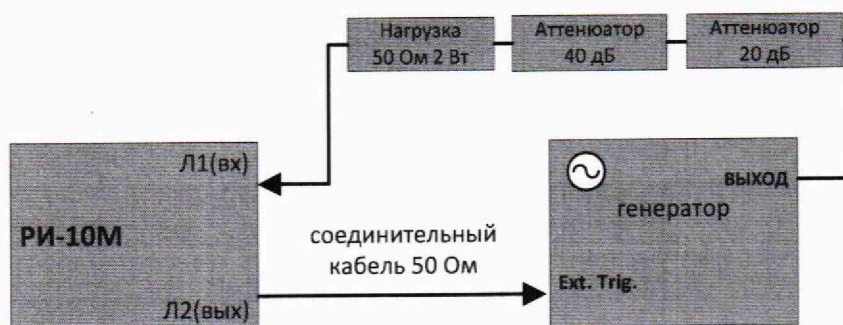 Нагрузка
50 Ом 2 Вт
Аттенюатор
40 дБ
Аттенюатор
20 дБ
Л1(вх)
РИ-10М
Л2(вых)
соединительный
кабель 50 Ом
выход
генератор
Ext. Trig.